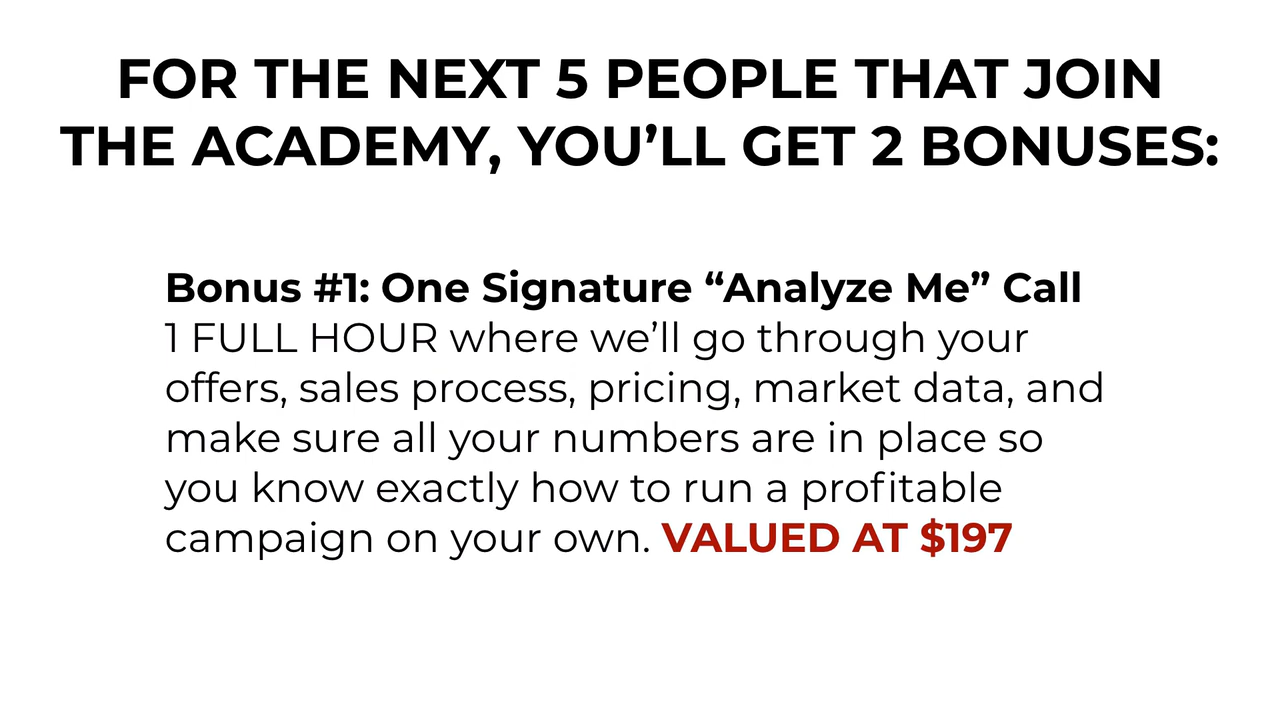 FOR THE NEXT 5 PEOPLE THAT JOIN
THE ACADEMY, YOU’LL GET 2 BONUSES:
Bonus #1: One Signature “Analyze Me” Call
1 FULL HOUR where we’ll go through your
offers, sales process, pricing, market data, and
make sure all your numbers are in place so
you know exactly how to run a profitable
campaign on your own. VALUED AT $197